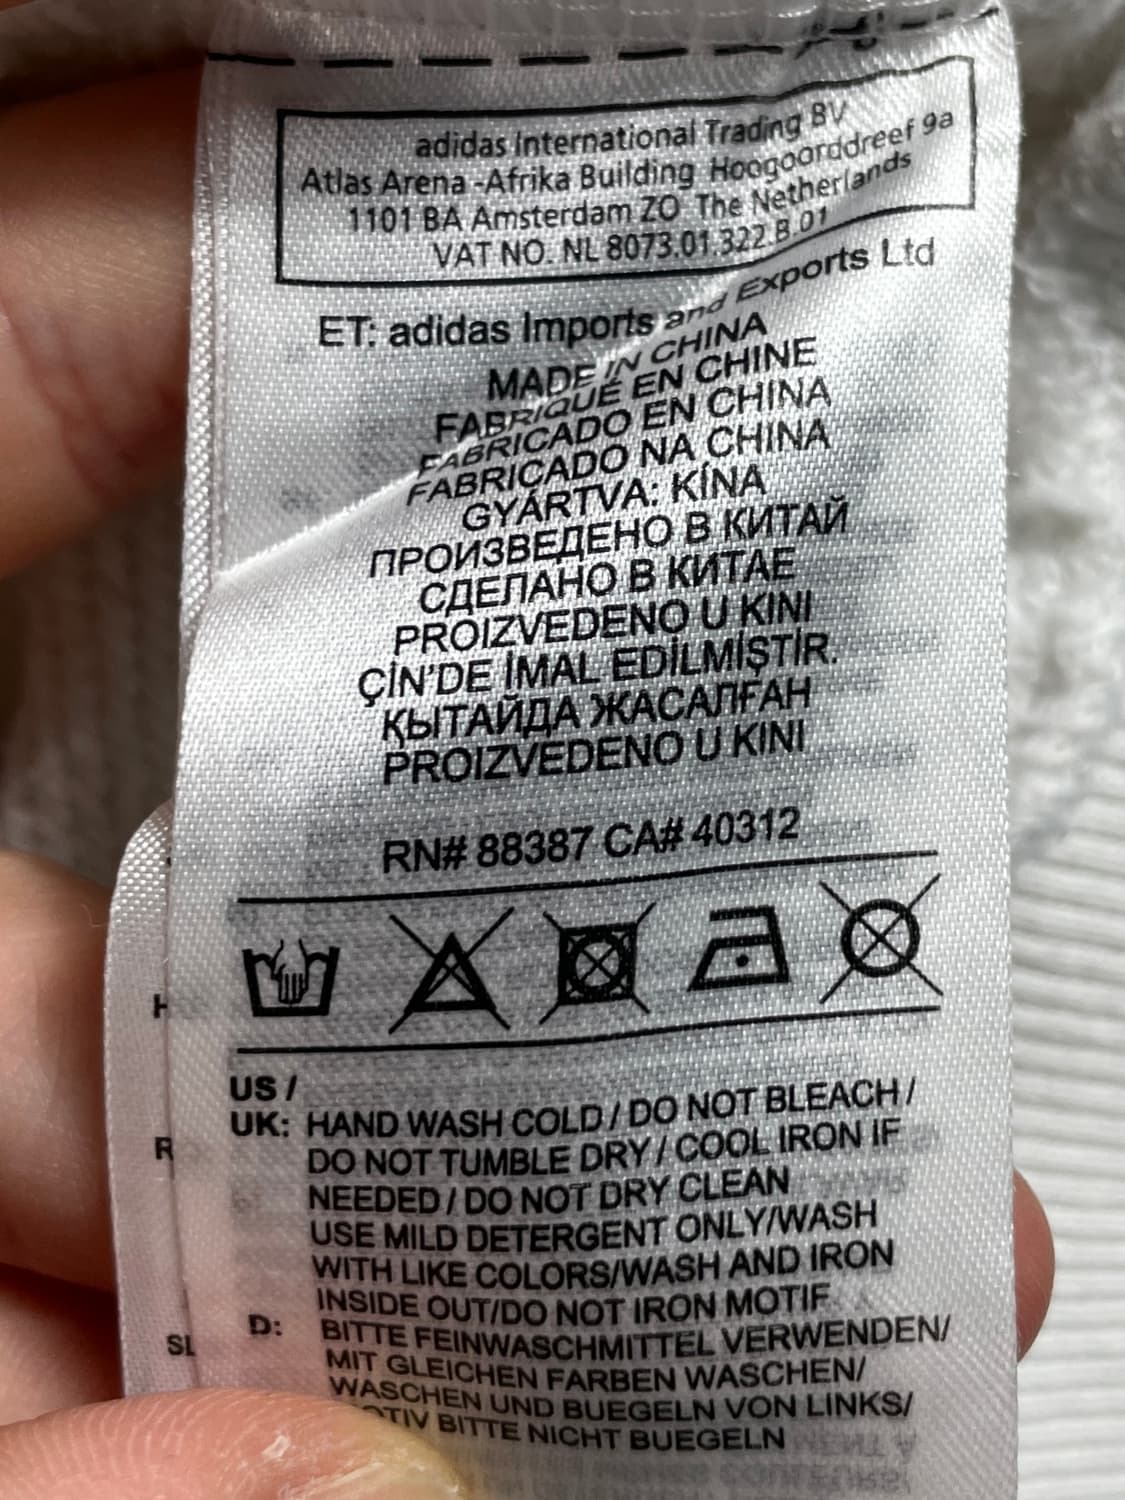 adidas International Trading BV
Atlas Arena -Afrika Building Hoogoorddreef 9a
1101 BA Amsterdam ZO The Netherlands
VAT NO. NL 8073.01.322.B.01
ET: adidas Imports and Exports Ltd
MADE IN CHINA
FABRIQUÉ EN CHINE
FABRICADO EN CHINA
FABRICADO NA CHINA
GYÁRTVA: KÍNA
ПРОИЗВЕДЕНО В КИТАЙ
СДЕЛАНО В КИТАЕ
PROIZVEDENO U KINI
ÇİN'DE İMAL EDİLMİŞTİR.
ҚЫТАЙДА ЖАСАЛҒАН
PROIZVEDENO U KINI
RN# 88387 CA# 40312
US /
UK: HAND WASH COLD / DO NOT BLEACH /
DO NOT TUMBLE DRY / COOL IRON IF
NEEDED / DO NOT DRY CLEAN
USE MILD DETERGENT ONLY/WASH
WITH LIKE COLORS/WASH AND IRON
INSIDE OUT/DO NOT IRON MOTIF
D: BITTE FEINWASCHMITTEL VERWENDEN/
MIT GLEICHEN FARBEN WASCHEN/
WASCHEN UND BUEGELN VON LINKS/
BITTE NICHT BUEGELN
H
R
SL